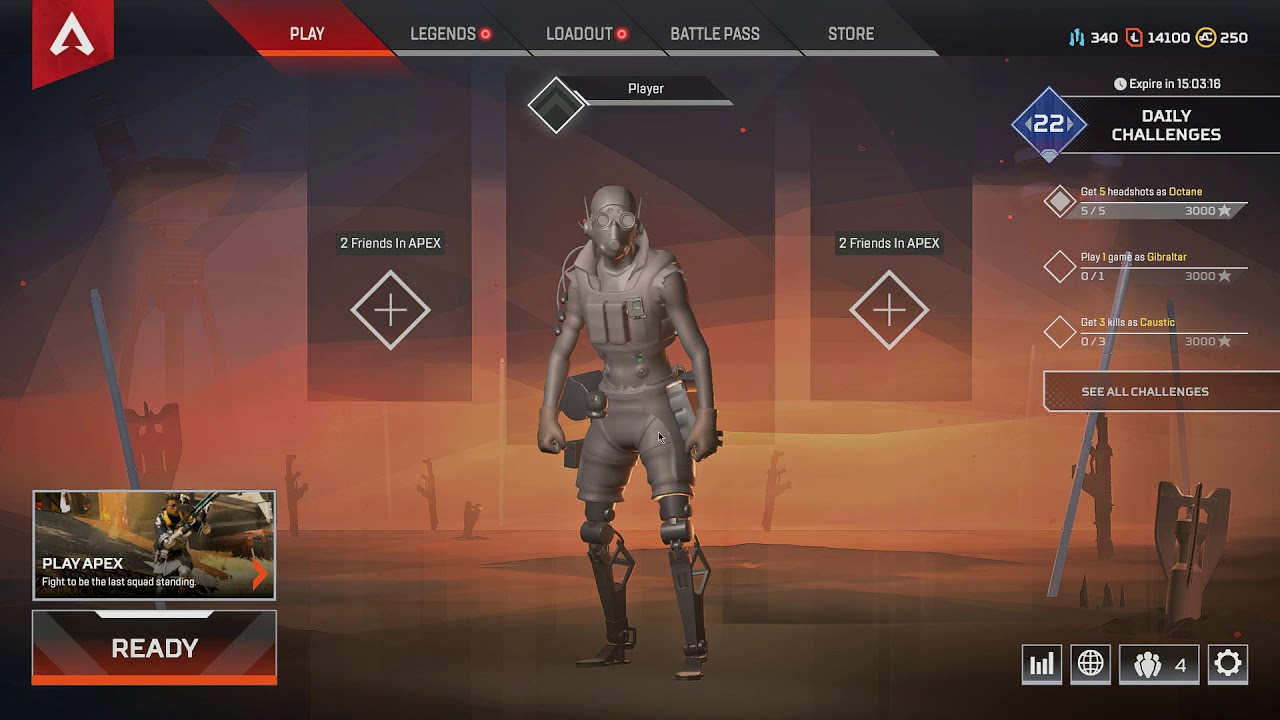 PLAY
LEGENDS
LOADOUT
BATTLE PASS
STORE
340
14100
250
Player
Expire in 15:03:16
22
DAILY
CHALLENGES
Get 5 headshots as Octane
5/5
3000
Play 1 game as Gibraltar
0/1
3000
Get 3 kills as Caustic
0/3
3000
SEE ALL CHALLENGES
2 Friends In APEX
2 Friends In APEX
PLAY APEX
Fight to be the last squad standing.
READY
4